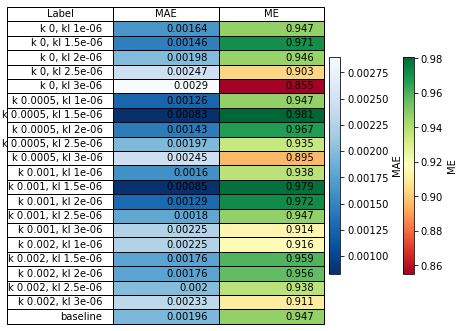 Label MAE ME
k 0, kl 1e-06 0.00164 0.947
k 0, kl 1.5e-06 0.00146 0.971
k 0, kl 2e-06 0.00198 0.946
k 0, kl 2.5e-06 0.00247 0.903
k 0, kl 3e-06 0.0029 0.855
k 0.0005, kl 1e-06 0.00126 0.947
k 0.0005, kl 1.5e-06 0.00083 0.981
k 0.0005, kl 2e-06 0.00143 0.967
k 0.0005, kl 2.5e-06 0.00197 0.935
k 0.0005, kl 3e-06 0.00245 0.895
k 0.001, kl 1e-06 0.0016 0.938
k 0.001, kl 1.5e-06 0.00085 0.979
k 0.001, kl 2e-06 0.00129 0.972
k 0.001, kl 2.5e-06 0.0018 0.947
k 0.001, kl 3e-06 0.00225 0.914
k 0.002, kl 1e-06 0.00225 0.916
k 0.002, kl 1.5e-06 0.00176 0.959
k 0.002, kl 2e-06 0.00176 0.956
k 0.002, kl 2.5e-06 0.002 0.938
k 0.002, kl 3e-06 0.00233 0.911
baseline 0.00196 0.947
0.00275
0.00250
0.00225
0.00200
0.00175
0.00150
0.00125
0.00100
MAE
0.98
0.96
0.94
0.92
0.90
0.88
0.86
ME